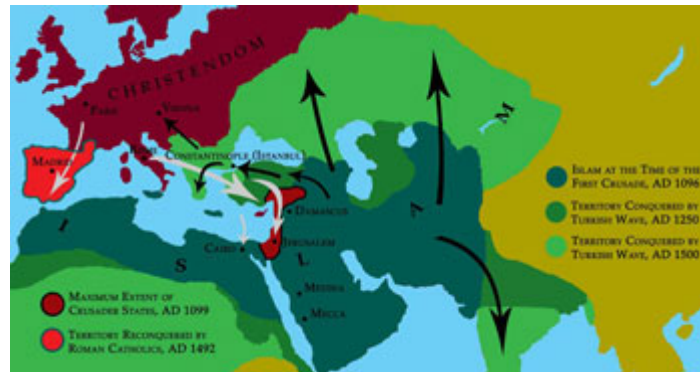 CHRISTENDOM
PARIS
VIENNA
ROME
MADRID
CONSTANTINOPLE (ISTANBUL)
DAMASCUS
JERUSALEM
CAIRO
MEDINA
MECCA
I S L A M
ISLAM AT THE TIME OF THE
FIRST CRUSADE, AD 1096
TERRITORY CONQUERED BY
TURKISH WAVE, AD 1250
TERRITORY CONQUERED BY
TURKISH WAVE, AD 1500
MAXIMUM EXTENT OF
CRUSADER STATES, AD 1099
TERRITORY RECONQUERED BY
ROMAN CATHOLICS, AD 1492